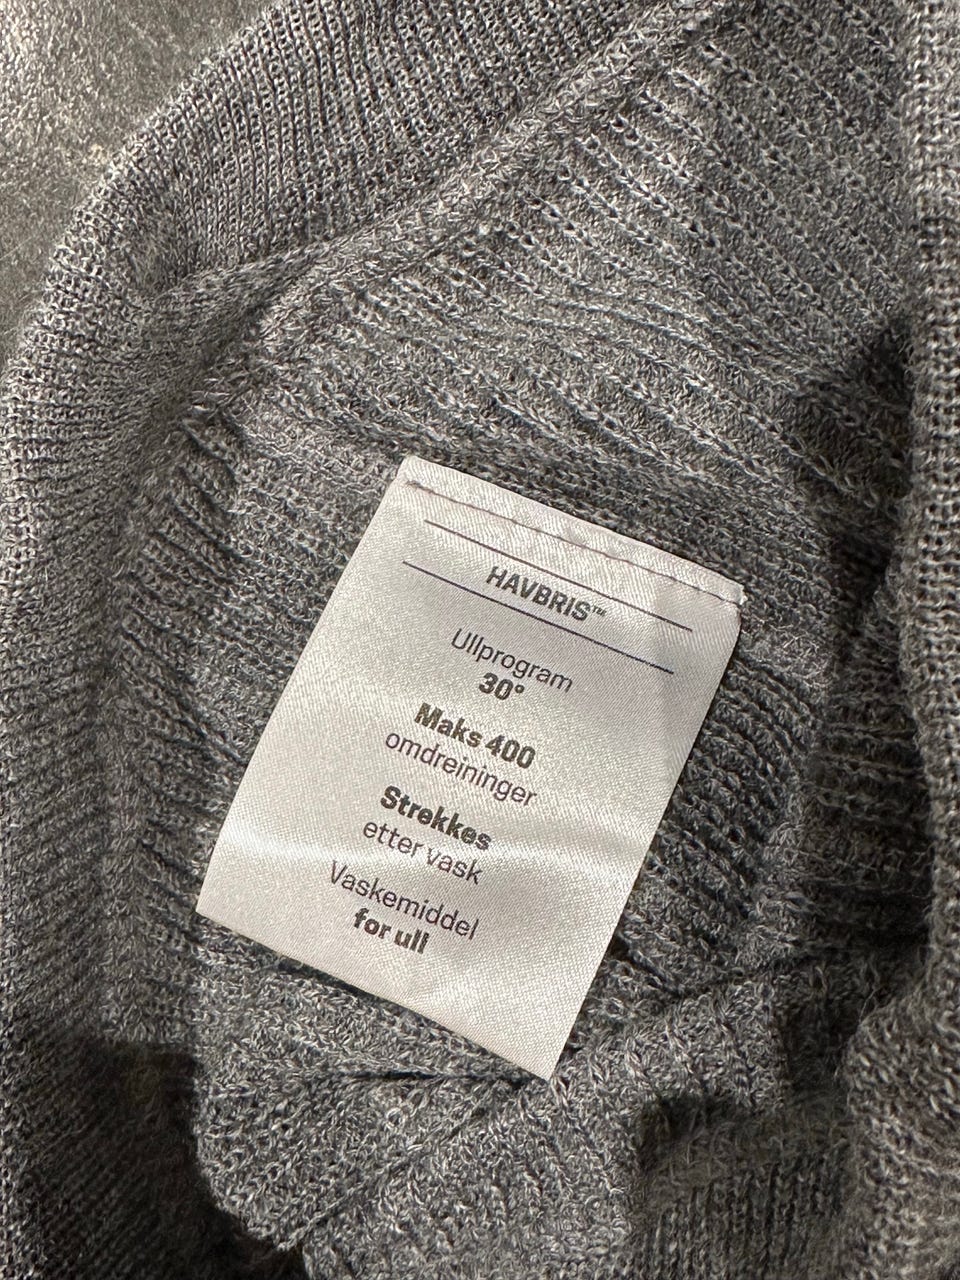 HAVBRIS™
Ullprogram
30°
Maks 400
omdreininger
Strekkes
etter vask
Vaskemiddel
for ull